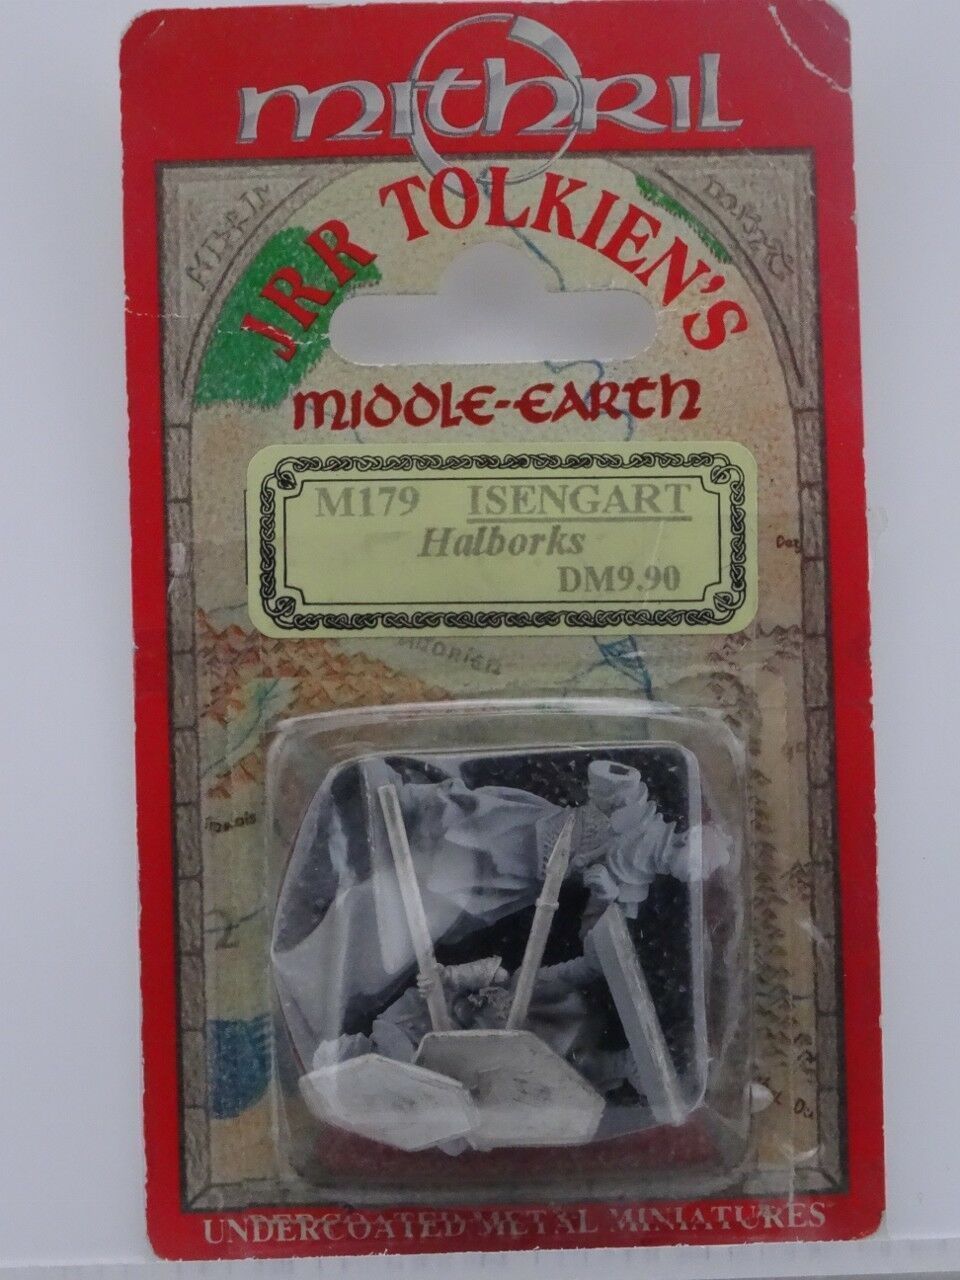 mithril
JRR TOLKIEN'S
MIDDLE-EARTH
M179 ISENGART
Halborks
DM9.90
UNDERCOATED METAL MINIATURES